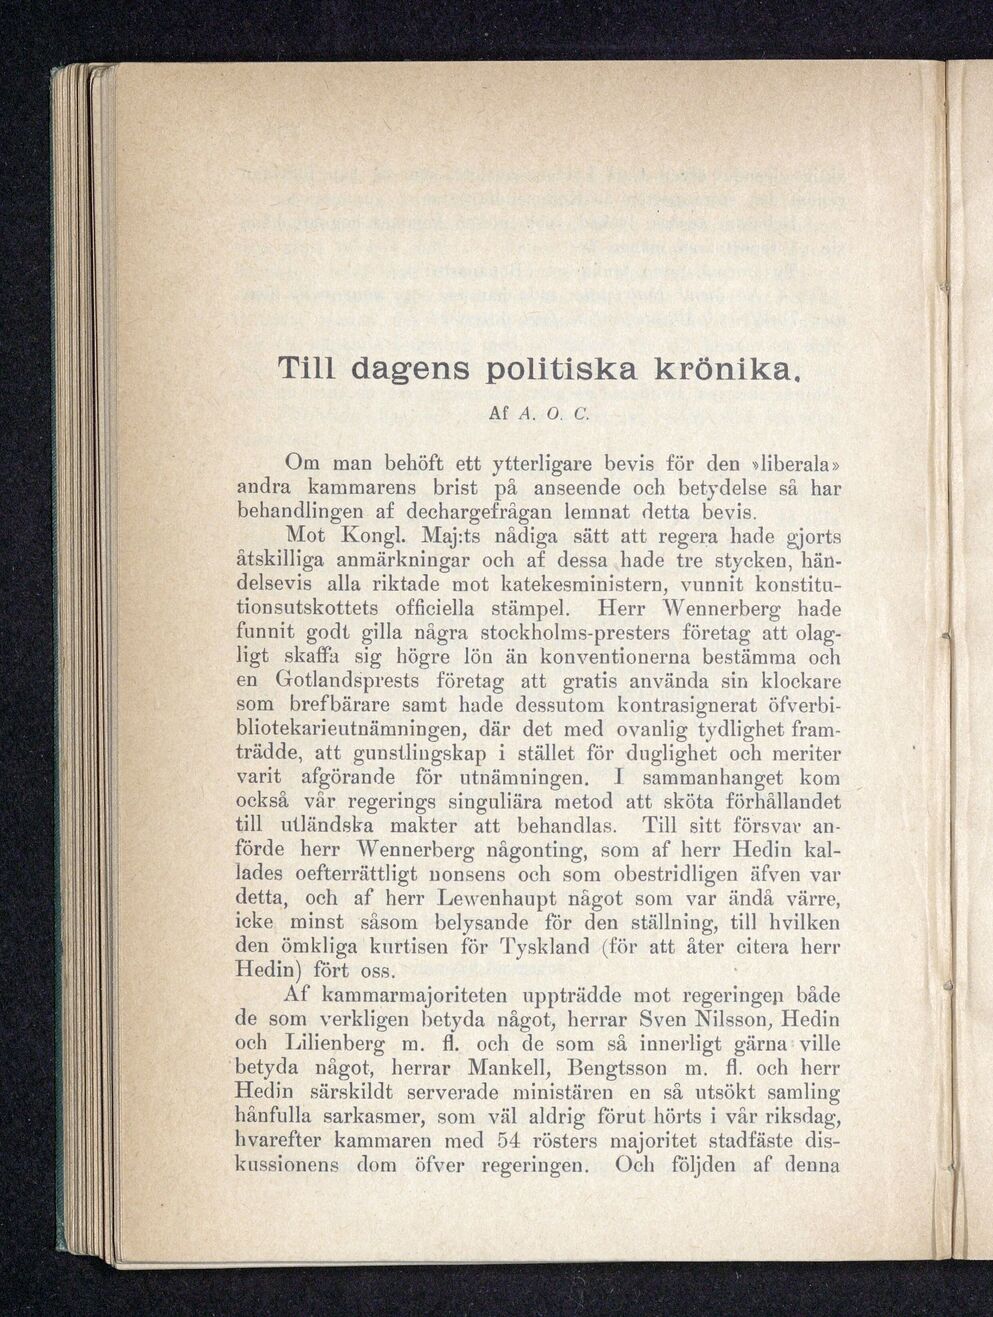 Till dagens politiska krönika.
Af A. O. C.
Om man behöft ett ytterligare bevis för den »liberala»
andra kammarens brist på anseende och betydelse så har
behandlingen af dechargefrågan lemnat detta bevis.
Mot Kongl. Maj:ts nådiga sätt att regera hade gjorts
åtskilliga anmärkningar och af dessa hade tre stycken, hän-
delsevis alla riktade mot katekesministern, vunnit konstitu-
tionsutskottets officiella stämpel. Herr Wennerberg hade
funnit godt gilla några stockholms-presters företag att olag-
ligt skaffa sig högre lön än konventionerna bestämma och
en Gotlandsprests företag att gratis använda sin klockare
som brefbärare samt hade dessutom kontrasignerat öfverbi-
bliotekarieutnämningen, där det med ovanlig tydlighet fram-
trädde, att gunstlingskap i stället för duglighet och meriter
varit afgörande för utnämningen. I sammanhanget kom
också vår regerings singuliära metod att sköta förhållandet
till utländska makter att behandlas. Till sitt försvar an-
förde herr Wennerberg någonting, som af herr Hedin kal-
lades oefterrättligt nonsens och som obestridligen äfven var
detta, och af herr Lewenhaupt något som var ändå värre,
icke minst såsom belysande för den ställning, till hvilken
den ömkliga kurtisen för Tyskland (för att åter citera herr
Hedin) fört oss.
Af kammarmajoriteten uppträdde mot regeringen både
de som verkligen betyda något, herrar Sven Nilsson, Hedin
och Lilienberg m. fl. och de som så innerligt gärna ville
betyda något, herrar Mankell, Bengtsson m. fl. och herr
Hedin särskildt serverade ministären en så utsökt samling
hånfulla sarkasmer, som väl aldrig förut hörts i vår riksdag,
hvarefter kammaren med 54 rösters majoritet stadfäste dis-
kussionens dom öfver regeringen. Och följden af denna